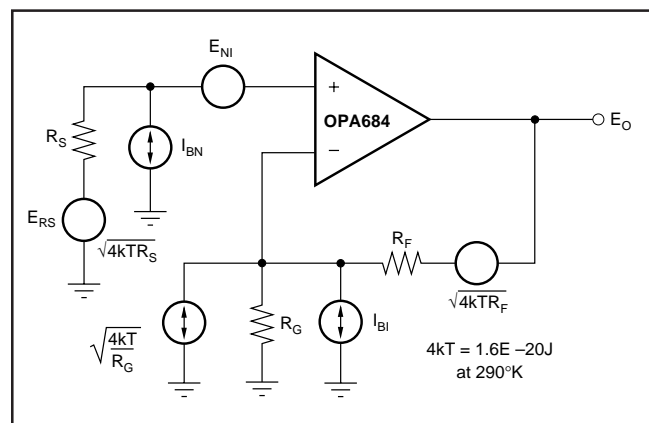 E_NI
R_S
I_BN
+
OPA684
−
E_O
E_RS
√4kTR_S
R_F
√4kTR_F
√4kT/R_G
R_G
I_BI
4kT = 1.6E –20J
at 290°K